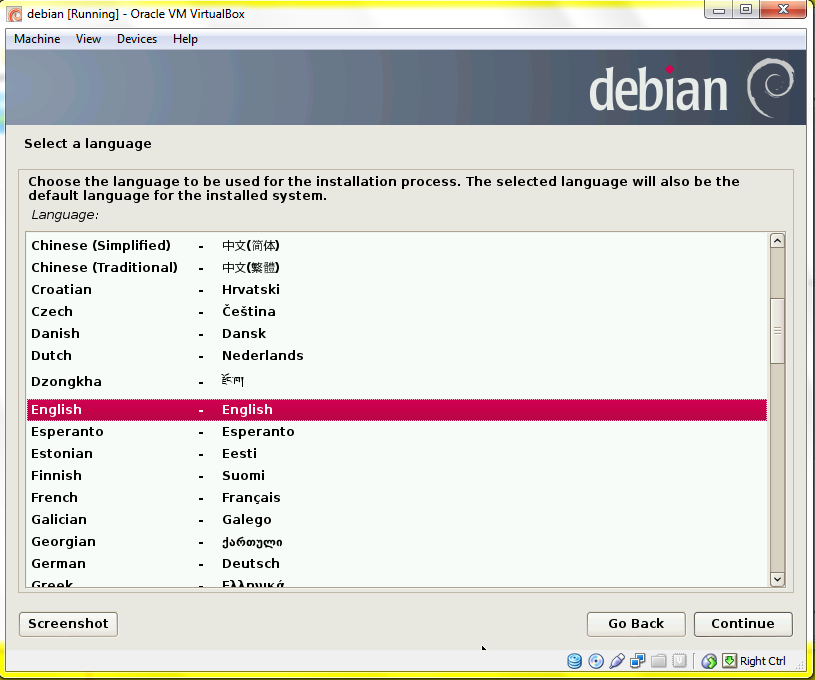 debian [Running] - Oracle VM VirtualBox
Machine View Devices Help
debian
Select a language
Choose the language to be used for the installation process. The selected language will also be the
default language for the installed system.
Language:
Chinese (Simplified) - 中文(简体)
Chinese (Traditional) - 中文(繁體)
Croatian - Hrvatski
Czech - Čeština
Danish - Dansk
Dutch - Nederlands
Dzongkha - རྫོང་ཁ།
English - English
Esperanto - Esperanto
Estonian - Eesti
Finnish - Suomi
French - Français
Galician - Galego
Georgian - ქართული
German - Deutsch
Greek - Ελληνικά
Screenshot Go Back Continue
Right Ctrl